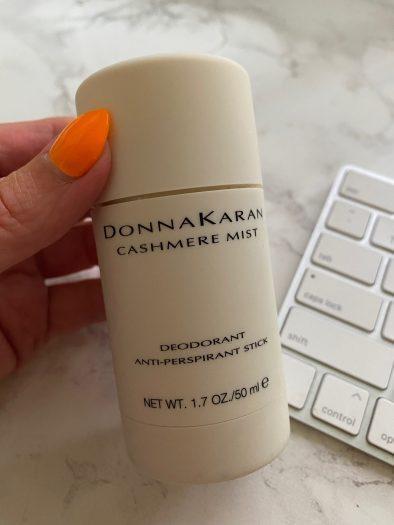 DONNAKARAN
CASHMERE MIST
DEODORANT
ANTI-PERSPIRANT STICK
NET WT. 1.7 OZ./50 ml ℮
tab
caps lock
shift
control